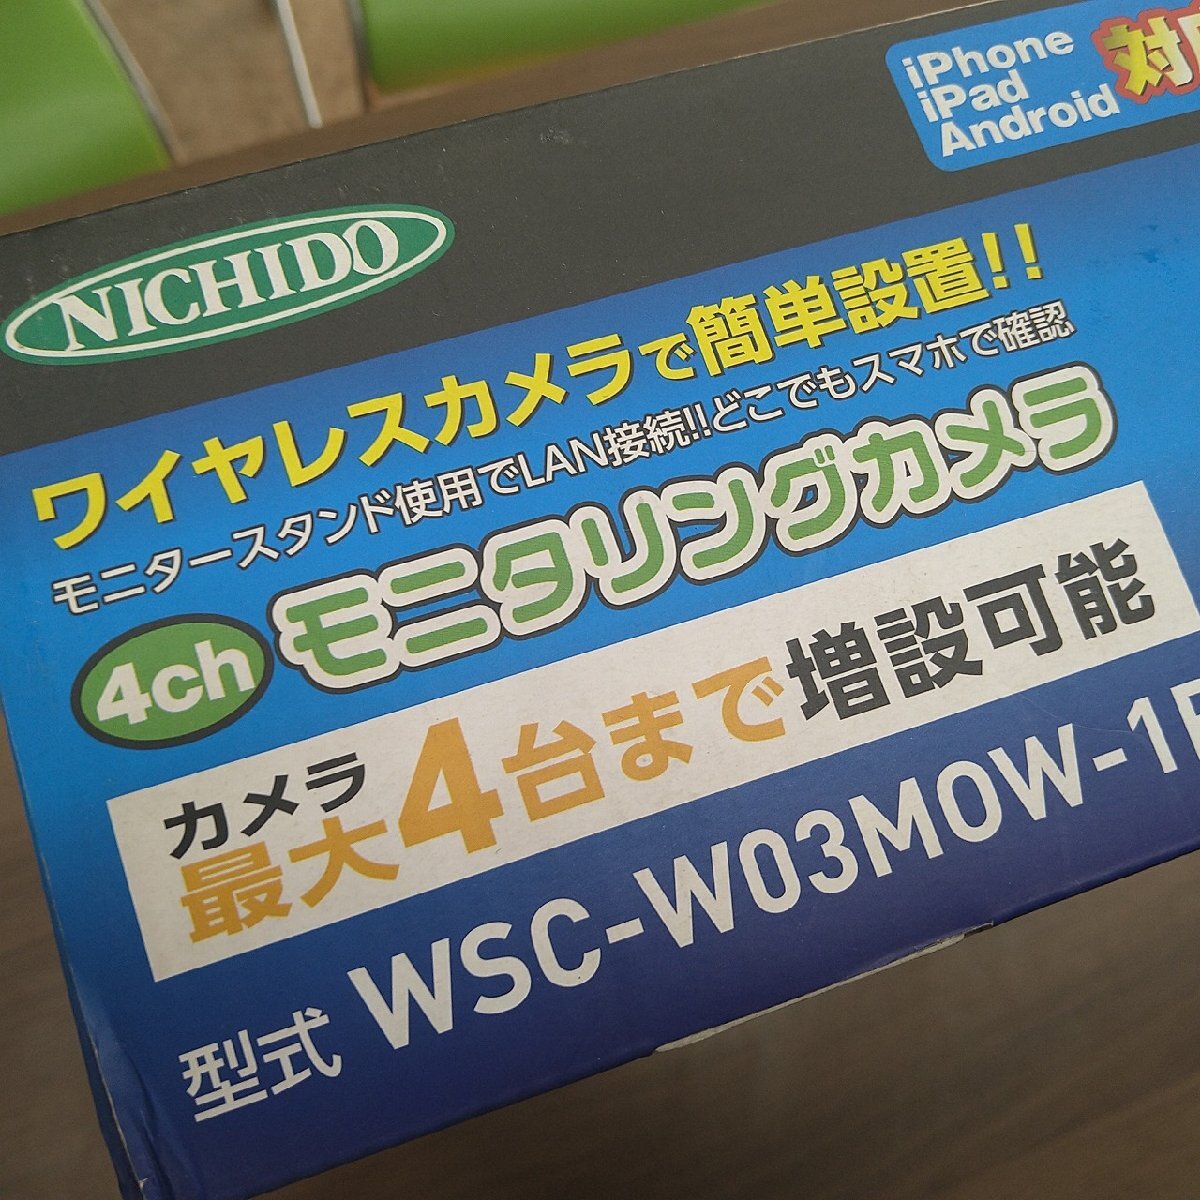 iPhone
iPad
Android 対応
NICHIDO
ワイヤレスカメラで簡単設置!!
モニタースタンド使用でLAN接続!!どこでもスマホで確認
4ch モニタリングカメラ
カメラ
最大4台まで増設可能
型式 WSC-W03MOW-1